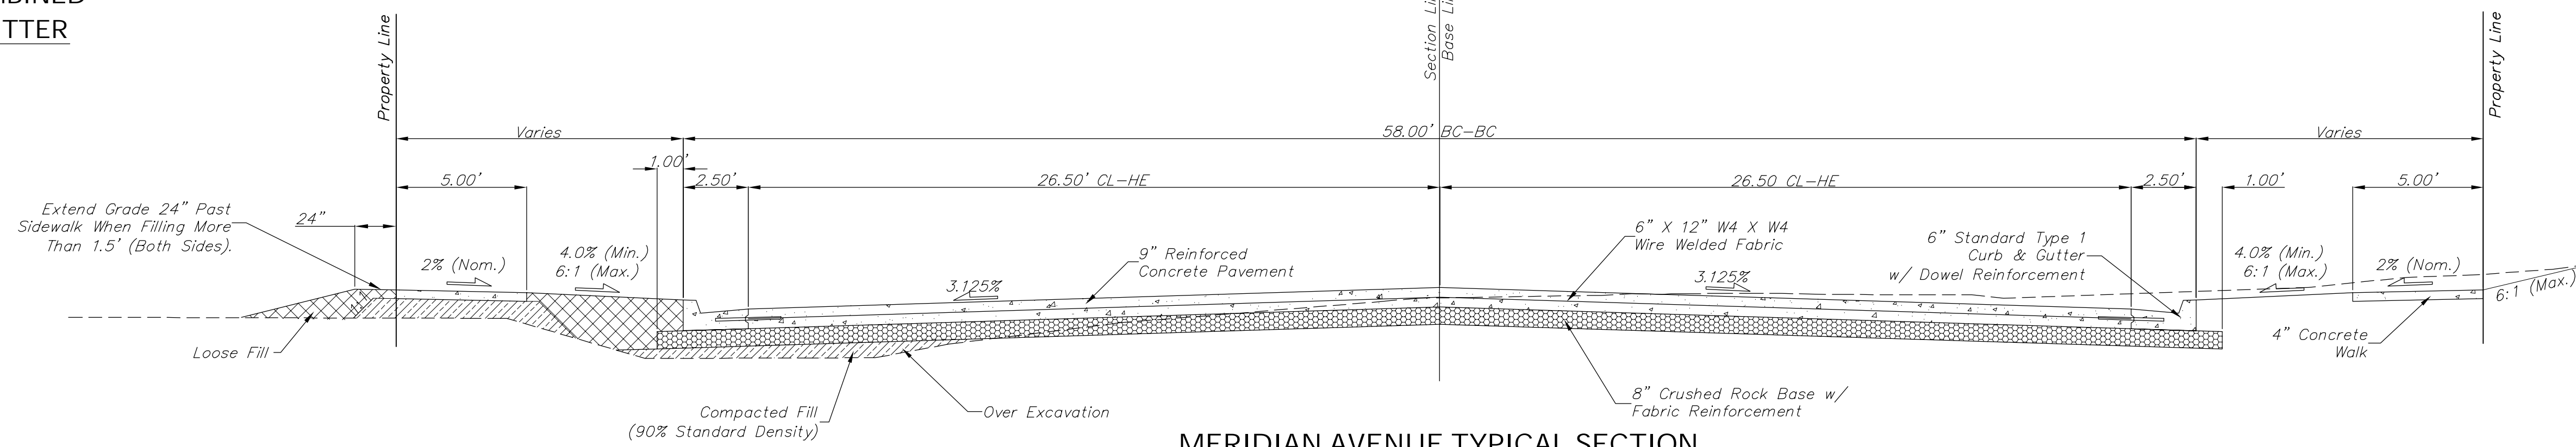 TTER
Property Line
Base Li
Property Line
Varies
58.00' BC-BC
Varies
1.00'
5.00'
2.50'
26.50' CL-HE
26.50 CL-HE
2.50'
1.00'
5.00'
Extend Grade 24" Past
Sidewalk When Filling More
Than 1.5' (Both Sides).
24"
2% (Nom.)
4.0% (Min.)
6:1 (Max.)
3.125%
9" Reinforced
Concrete Pavement
6" X 12" W4 X W4
Wire Welded Fabric
3.125%
6" Standard Type 1
Curb & Gutter
w/ Dowel Reinforcement
4.0% (Min.)
6:1 (Max.)
2% (Nom.)
6:1 (Max.)
Loose Fill
Compacted Fill
(90% Standard Density)
Over Excavation
8" Crushed Rock Base w/
Fabric Reinforcement
4" Concrete
Walk
MERIDIAN AVENUE TYPICAL SECTION